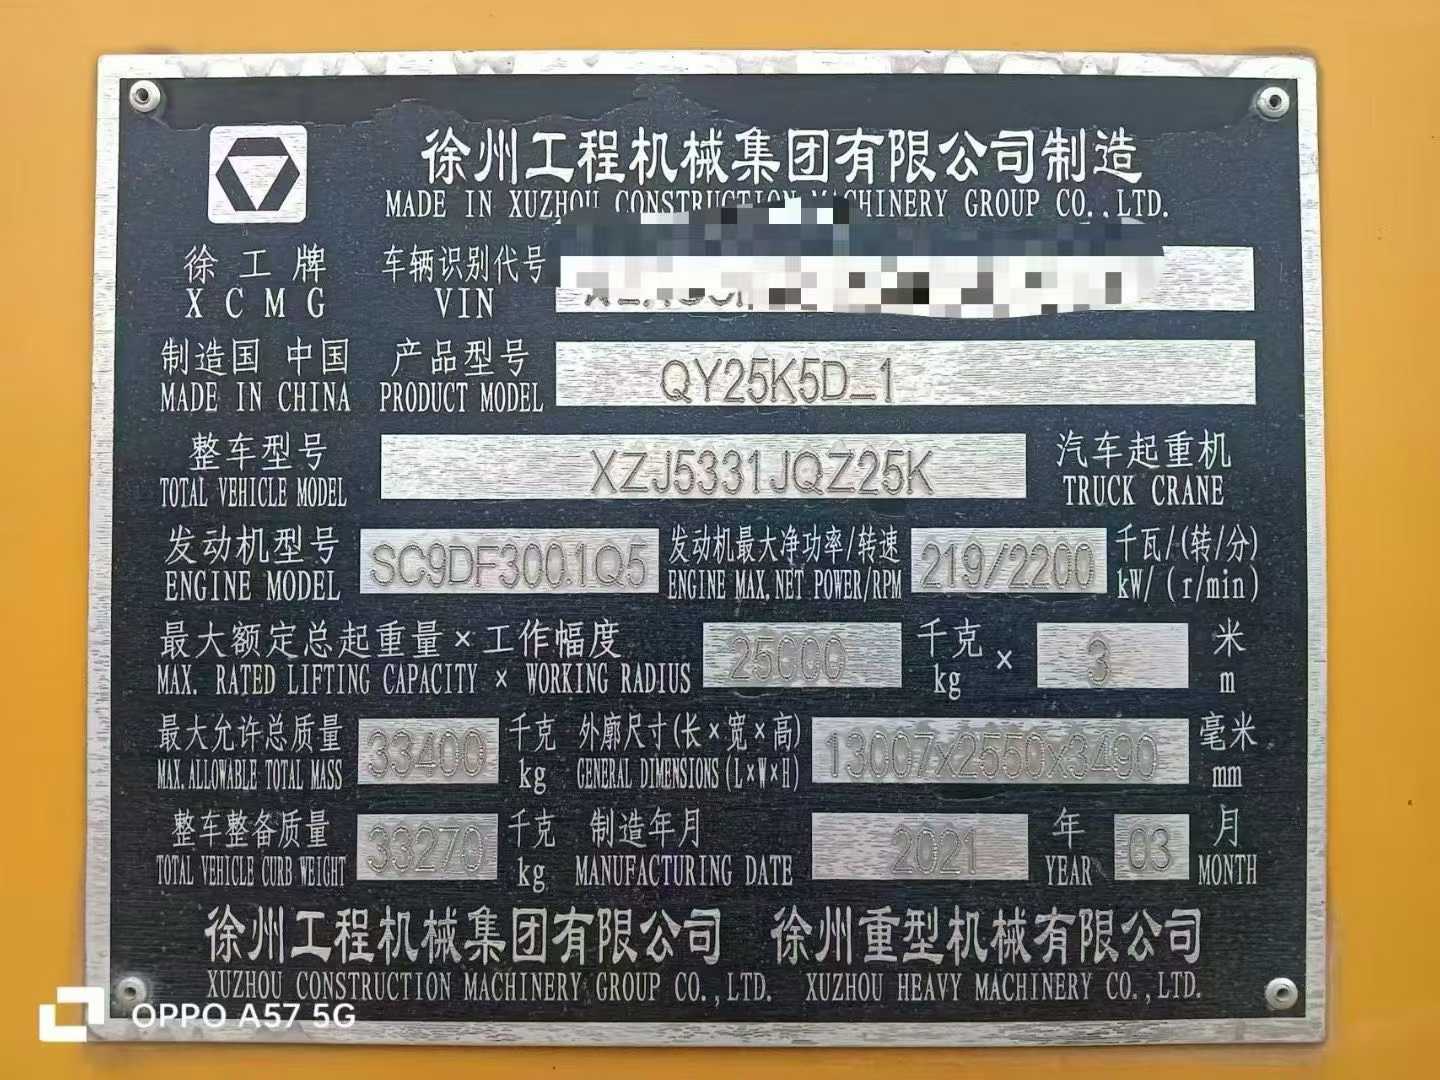 徐州工程机械集团有限公司制造
MADE IN XUZHOU CONSTRUCTION MACHINERY GROUP CO.,LTD.
徐工牌 车辆识别代号
XCMG VIN
制造国 中国 产品型号 QY25K5D_1
MADE IN CHINA PRODUCT MODEL
整车型号 XZJ5331JQZ25K 汽车起重机
TOTAL VEHICLE MODEL TRUCK CRANE
发动机型号 SC9DF300.1Q5 发动机最大净功率/转速 219/2200 千瓦/(转/分)
ENGINE MODEL ENGINE MAX.NET POWER/RPM kW/(r/min)
最大额定总起重量×工作幅度 25000 千克 × 3 米
MAX. RATED LIFTING CAPACITY × WORKING RADIUS kg m
最大允许总质量 33400 千克 外廓尺寸(长×宽×高) 13007x2550x3490 毫米
MAX.ALLOWABLE TOTAL MASS kg GENERAL DIMENSIONS(L×W×H) mm
整车整备质量 33270 千克 制造年月 2021 年 03 月
TOTAL VEHICLE CURB WEIGHT kg MANUFACTURING DATE YEAR MONTH
徐州工程机械集团有限公司 徐州重型机械有限公司
XUZHOU CONSTRUCTION MACHINERY GROUP CO.,LTD. XUZHOU HEAVY MACHINERY CO.,LTD.
OPPO A57 5G